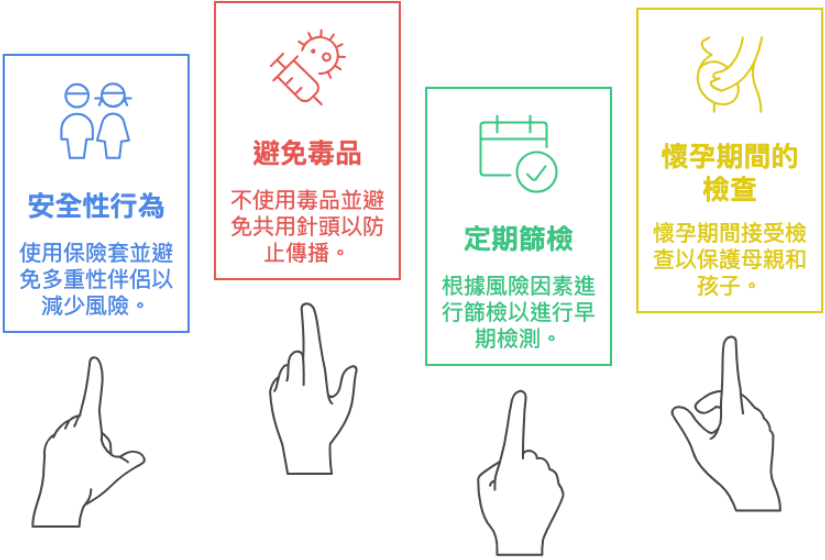 安全性行為
使用保險套並避
免多重性伴侶以
減少風險。
避免毒品
不使用毒品並避
免共用針頭以防
止傳播。
定期篩檢
根據風險因素進
行篩檢以進行早
期檢測。
懷孕期間的
檢查
懷孕期間接受檢
查以保護母親和
孩子。